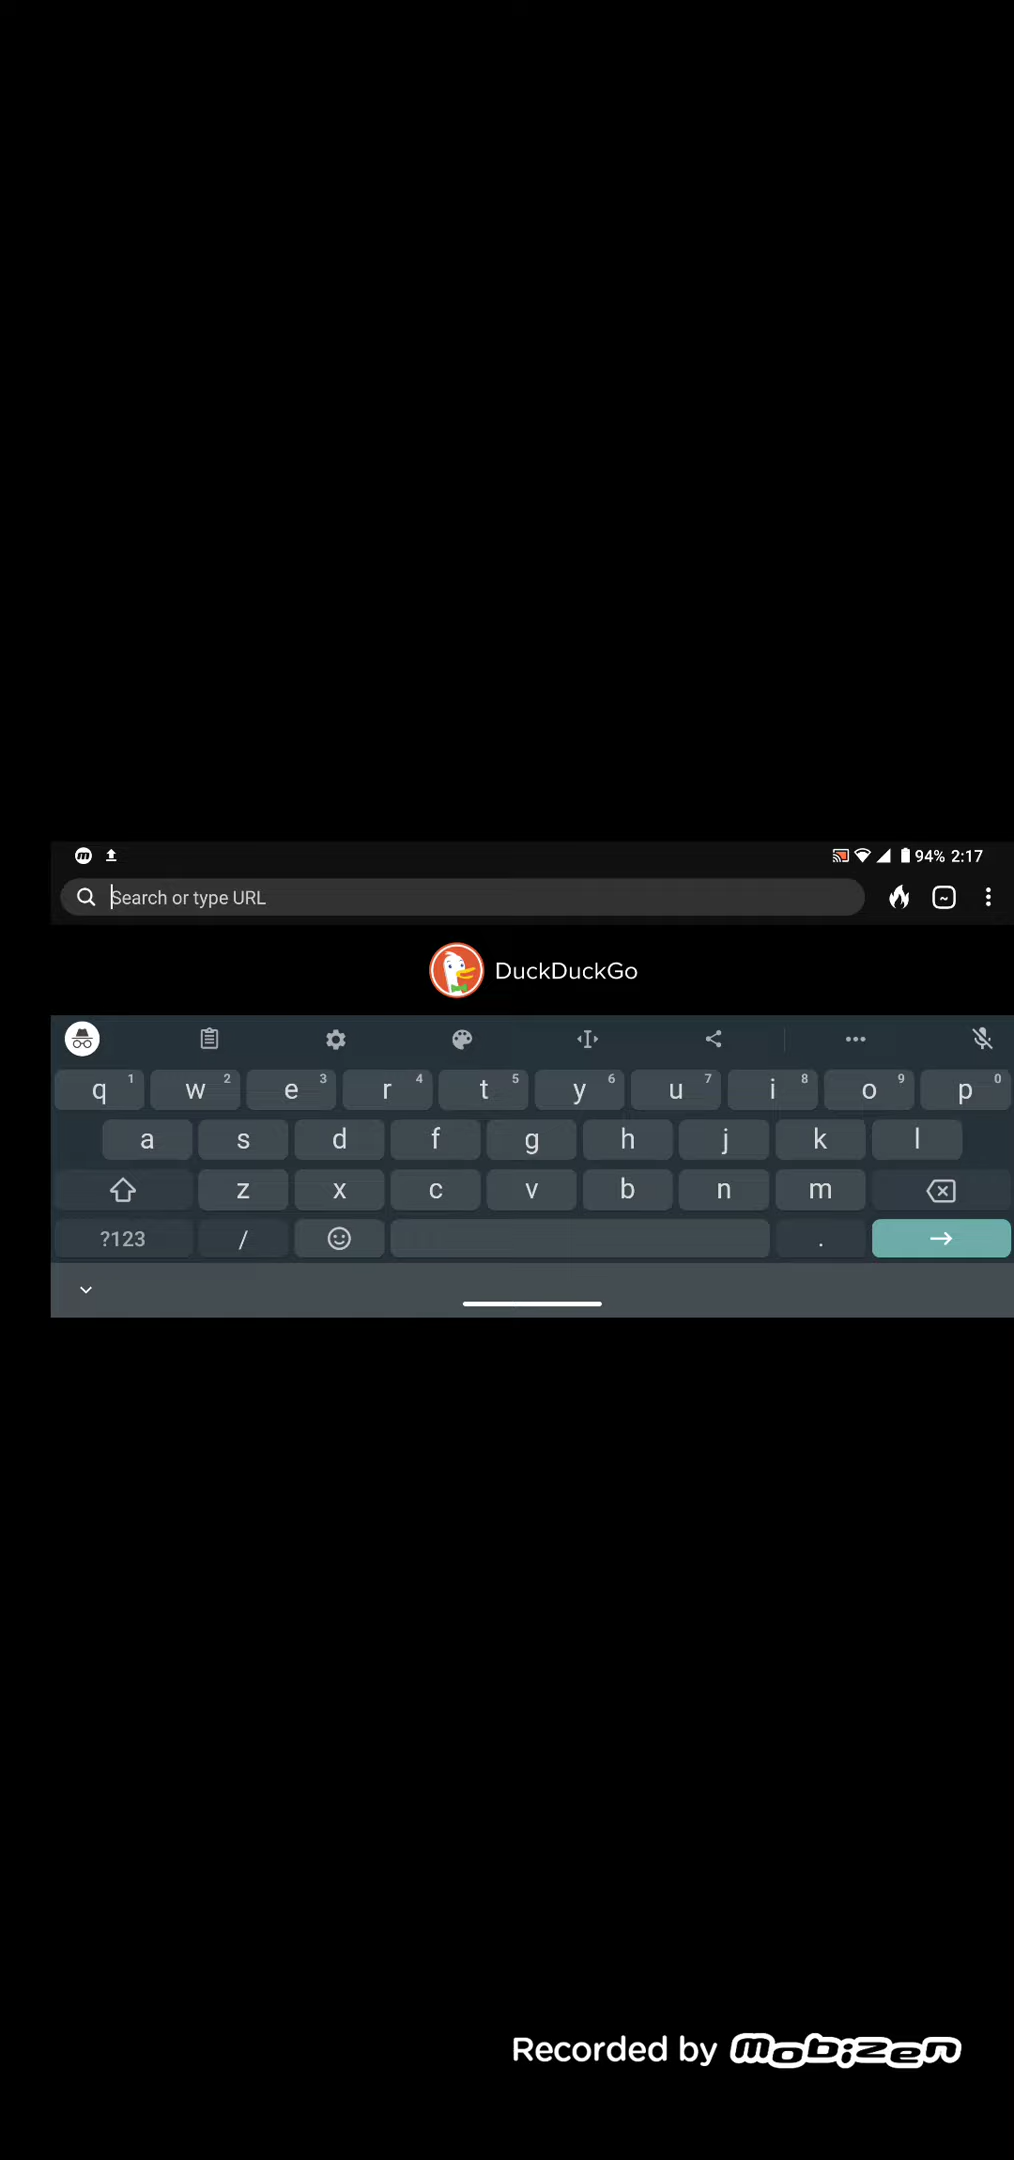 m 94% 2:17
Search or type URL
DuckDuckGo
q 1 w 2 e 3 r 4 t 5 y 6 u 7 i 8 o 9 p 0
a s d f g h j k l
z x c v b n m
?123 / .
Recorded by mobizen